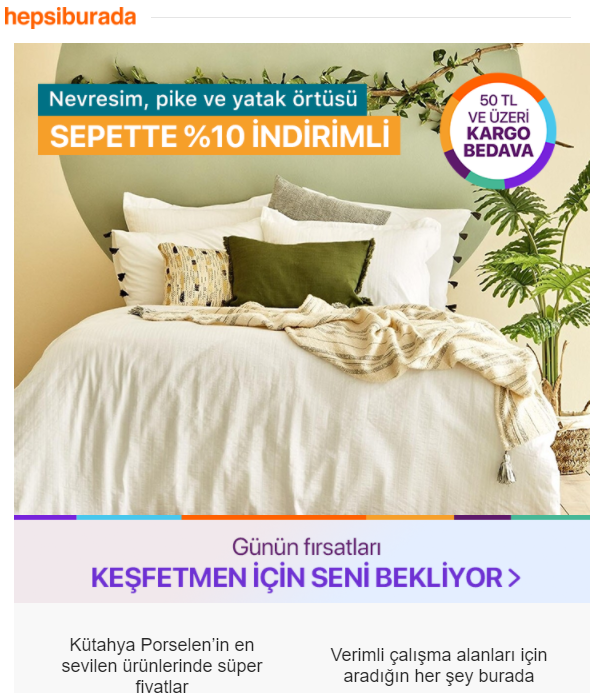 hepsiburada
Nevresim, pike ve yatak örtüsü
SEPETTE %10 İNDİRİMLİ
50 TL
VE ÜZERİ
KARGO
BEDAVA
Günün fırsatları
KEŞFETMEN İÇİN SENİ BEKLİYOR >
Kütahya Porselen’in en
sevilen ürünlerinde süper
fiyatlar
Verimli çalışma alanları için
aradığın her şey burada